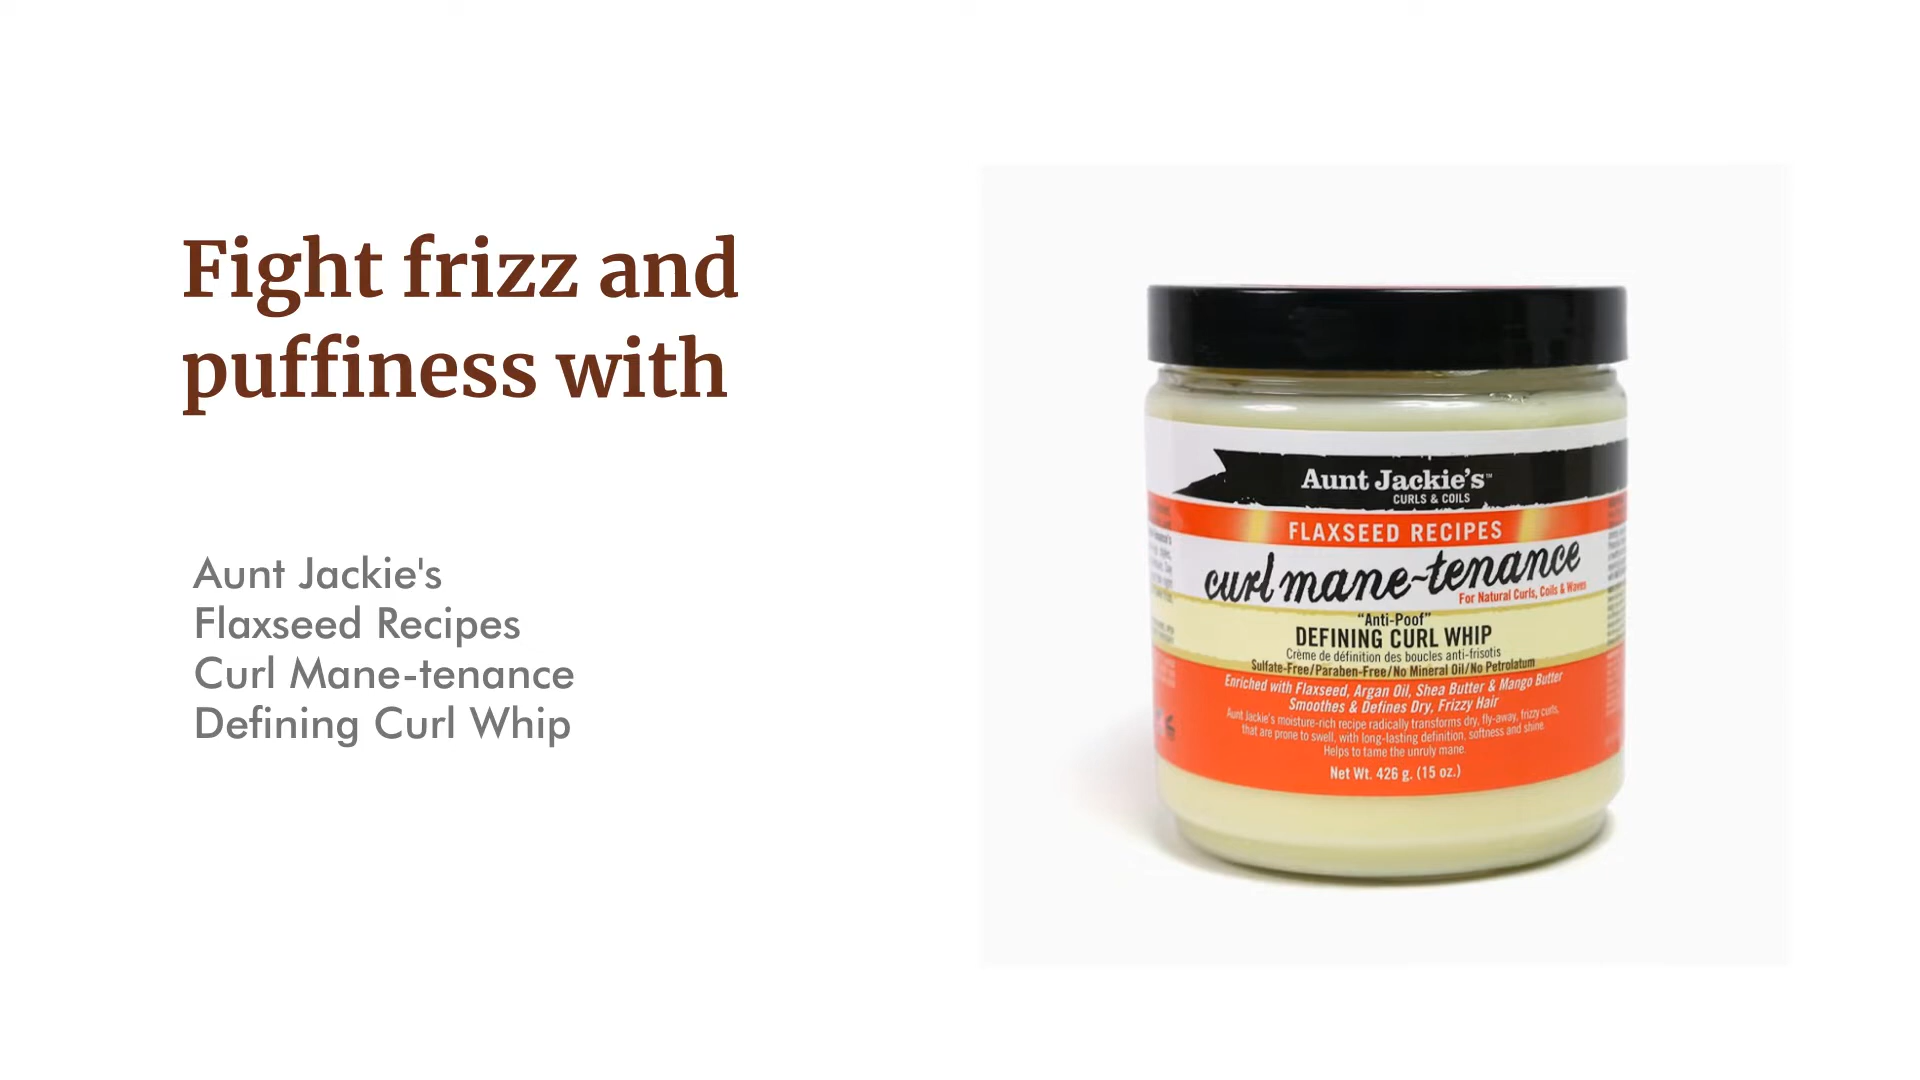 Fight frizz and
puffiness with
Aunt Jackie's
Flaxseed Recipes
Curl Mane-tenance
Defining Curl Whip
Aunt Jackie's™
CURLS & COILS
FLAXSEED RECIPES
curl mane-tenance
For Natural Curls, Coils & Waves
"Anti-Poof"
DEFINING CURL WHIP
Crème de définition des boucles anti-frisotis
Sulfate-Free/Paraben-Free/No Mineral Oil/No Petrolatum
Enriched with Flaxseed, Argan Oil, Shea Butter & Mango Butter
Smoothes & Defines Dry, Frizzy Hair
Aunt Jackie's moisture-rich recipe radically transforms dry, fly-away, frizzy curls,
that are prone to swell, with long-lasting definition, softness and shine.
Helps to tame the unruly mane.
Net Wt. 426 g. (15 oz.)